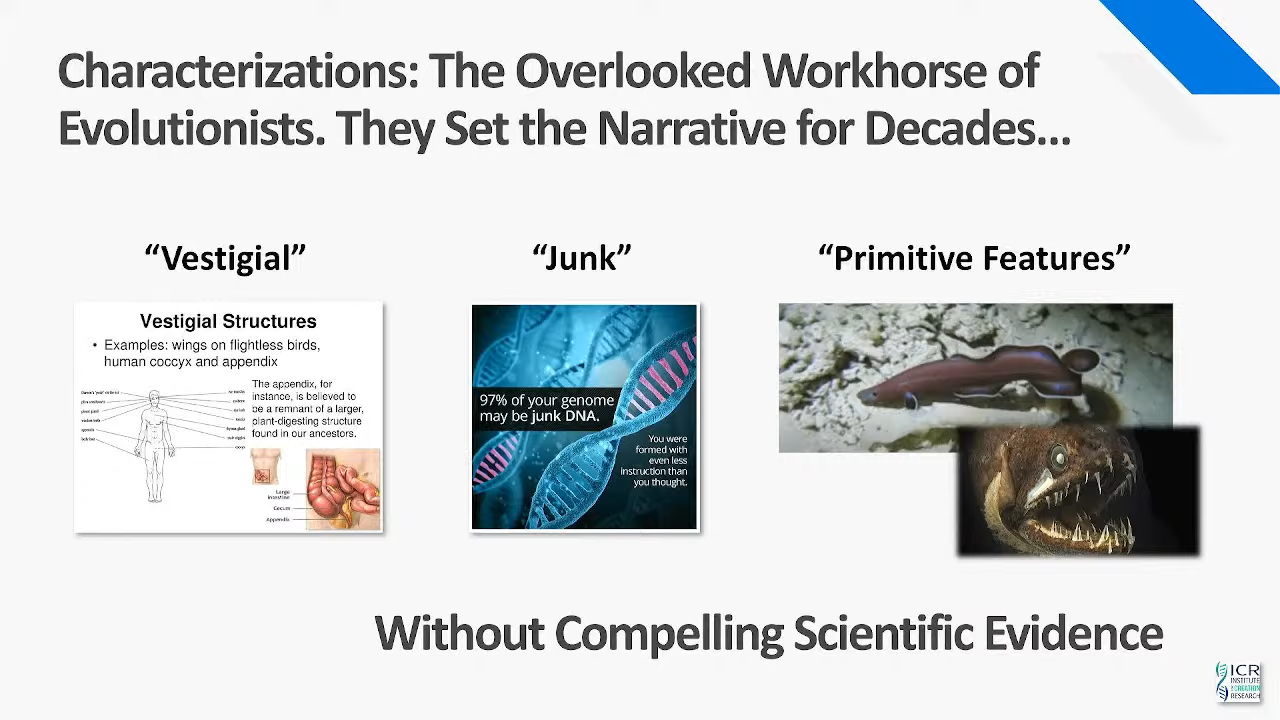 Characterizations: The Overlooked Workhorse of
Evolutionists. They Set the Narrative for Decades...
“Vestigial”
“Junk”
“Primitive Features”
Vestigial Structures
• Examples: wings on flightless birds,
human coccyx and appendix
The appendix, for
instance, is believed to
be a remnant of a larger,
plant-digesting structure
found in our ancestors.
Large
intestine
Cecum
Appendix
97% of your genome
may be junk DNA.
You were
formed with
even less
instruction than
you thought.
Without Compelling Scientific Evidence
ICR
INSTITUTE
for CREATION
RESEARCH